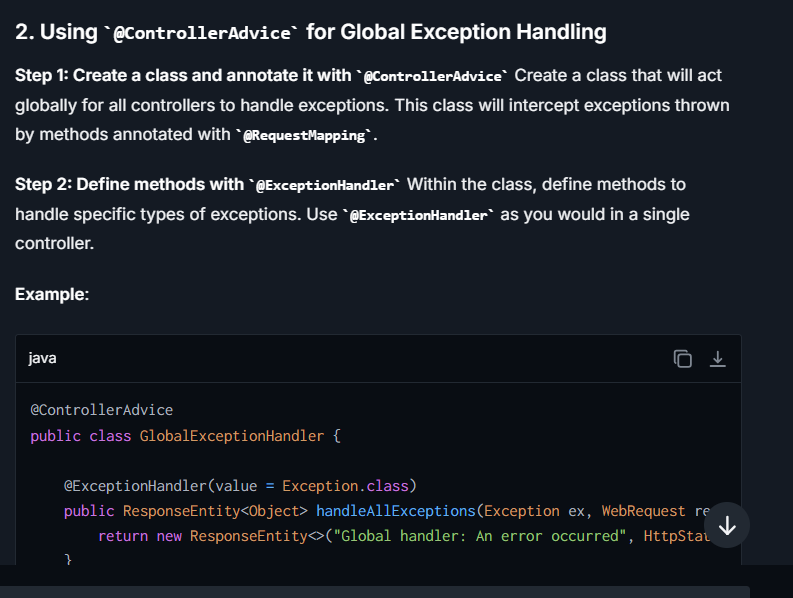 2. Using `@ControllerAdvice` for Global Exception Handling
Step 1: Create a class and annotate it with `@ControllerAdvice` Create a class that will act
globally for all controllers to handle exceptions. This class will intercept exceptions thrown
by methods annotated with `@RequestMapping`.
Step 2: Define methods with `@ExceptionHandler` Within the class, define methods to
handle specific types of exceptions. Use `@ExceptionHandler` as you would in a single
controller.
Example:
java
@ControllerAdvice
public class GlobalExceptionHandler {
@ExceptionHandler(value = Exception.class)
public ResponseEntity<Object> handleAllExceptions(Exception ex, WebRequest re
return new ResponseEntity<>("Global handler: An error occurred", HttpStat
}